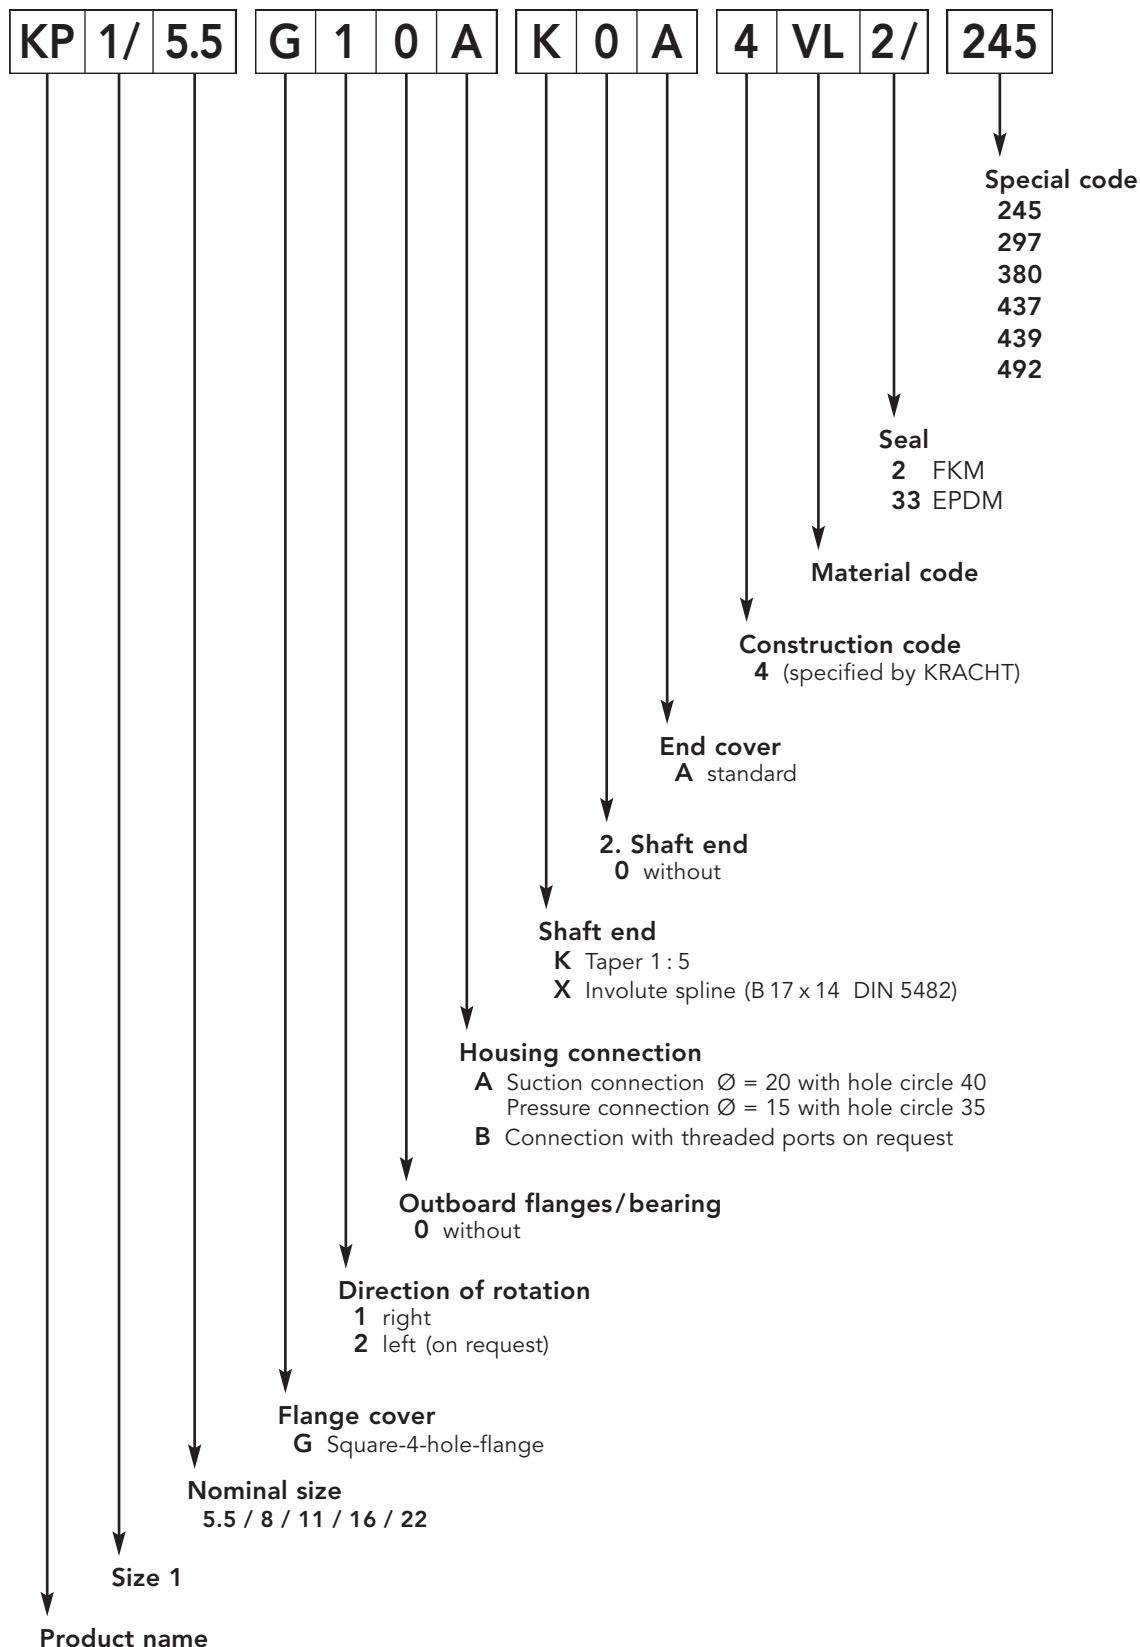 KP 1/ 5.5 G 1 0 A K 0 A 4 VL 2/ 245
Special code
245
297
380
437
439
492
Seal
2 FKM
33 EPDM
Material code
Construction code
4 (specified by KRACHT)
End cover
A standard
2. Shaft end
0 without
Shaft end
K Taper 1 : 5
X Involute spline (B 17 x 14 DIN 5482)
Housing connection
A Suction connection Ø = 20 with hole circle 40
Pressure connection Ø = 15 with hole circle 35
B Connection with threaded ports on request
Outboard flanges/bearing
0 without
Direction of rotation
1 right
2 left (on request)
Flange cover
G Square-4-hole-flange
Nominal size
5.5 / 8 / 11 / 16 / 22
Size 1
Product name